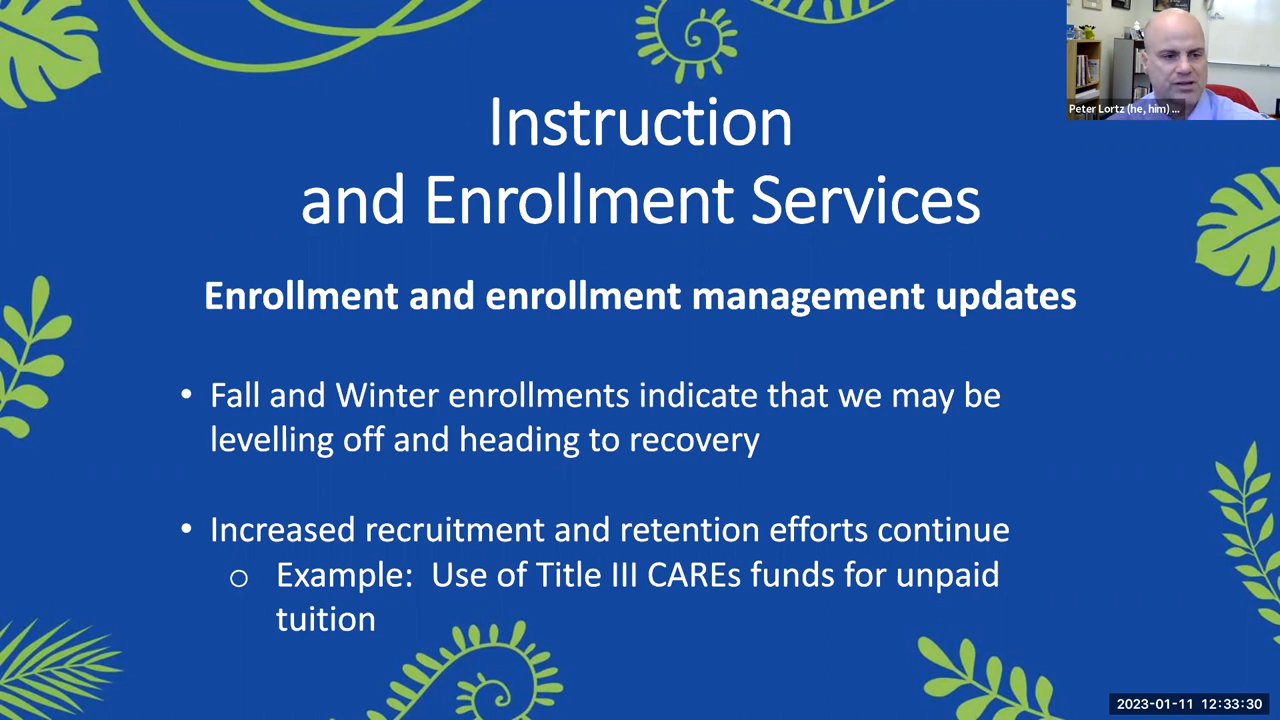 Peter Lortz (he, him) ...
Instruction
and Enrollment Services
Enrollment and enrollment management updates
• Fall and Winter enrollments indicate that we may be
levelling off and heading to recovery
• Increased recruitment and retention efforts continue
o Example: Use of Title III CAREs funds for unpaid
tuition
2023-01-11 12:33:30